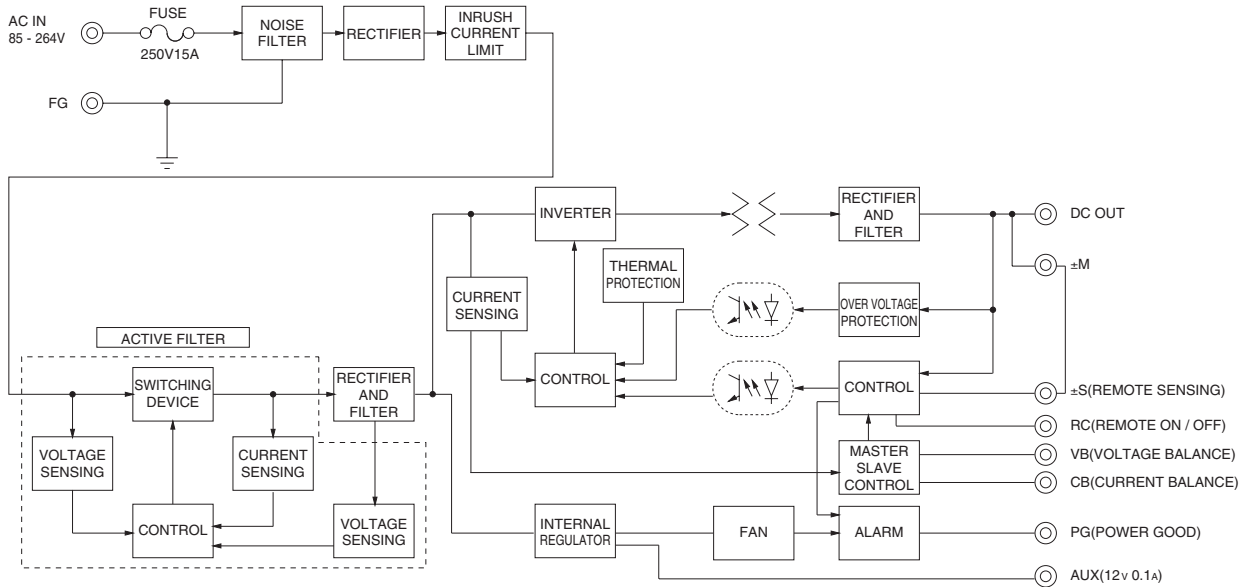 AC IN
85 - 264V
FUSE
250V15A
NOISE
FILTER
RECTIFIER
INRUSH
CURRENT
LIMIT
FG
INVERTER
RECTIFIER
AND
FILTER
DC OUT
±M
THERMAL
PROTECTION
CURRENT
SENSING
OVER VOLTAGE
PROTECTION
CONTROL
CONTROL
±S(REMOTE SENSING)
RC(REMOTE ON / OFF)
MASTER
SLAVE
CONTROL
VB(VOLTAGE BALANCE)
CB(CURRENT BALANCE)
ACTIVE FILTER
SWITCHING
DEVICE
RECTIFIER
AND
FILTER
VOLTAGE
SENSING
CURRENT
SENSING
CONTROL
VOLTAGE
SENSING
INTERNAL
REGULATOR
FAN
ALARM
PG(POWER GOOD)
AUX(12V 0.1A)